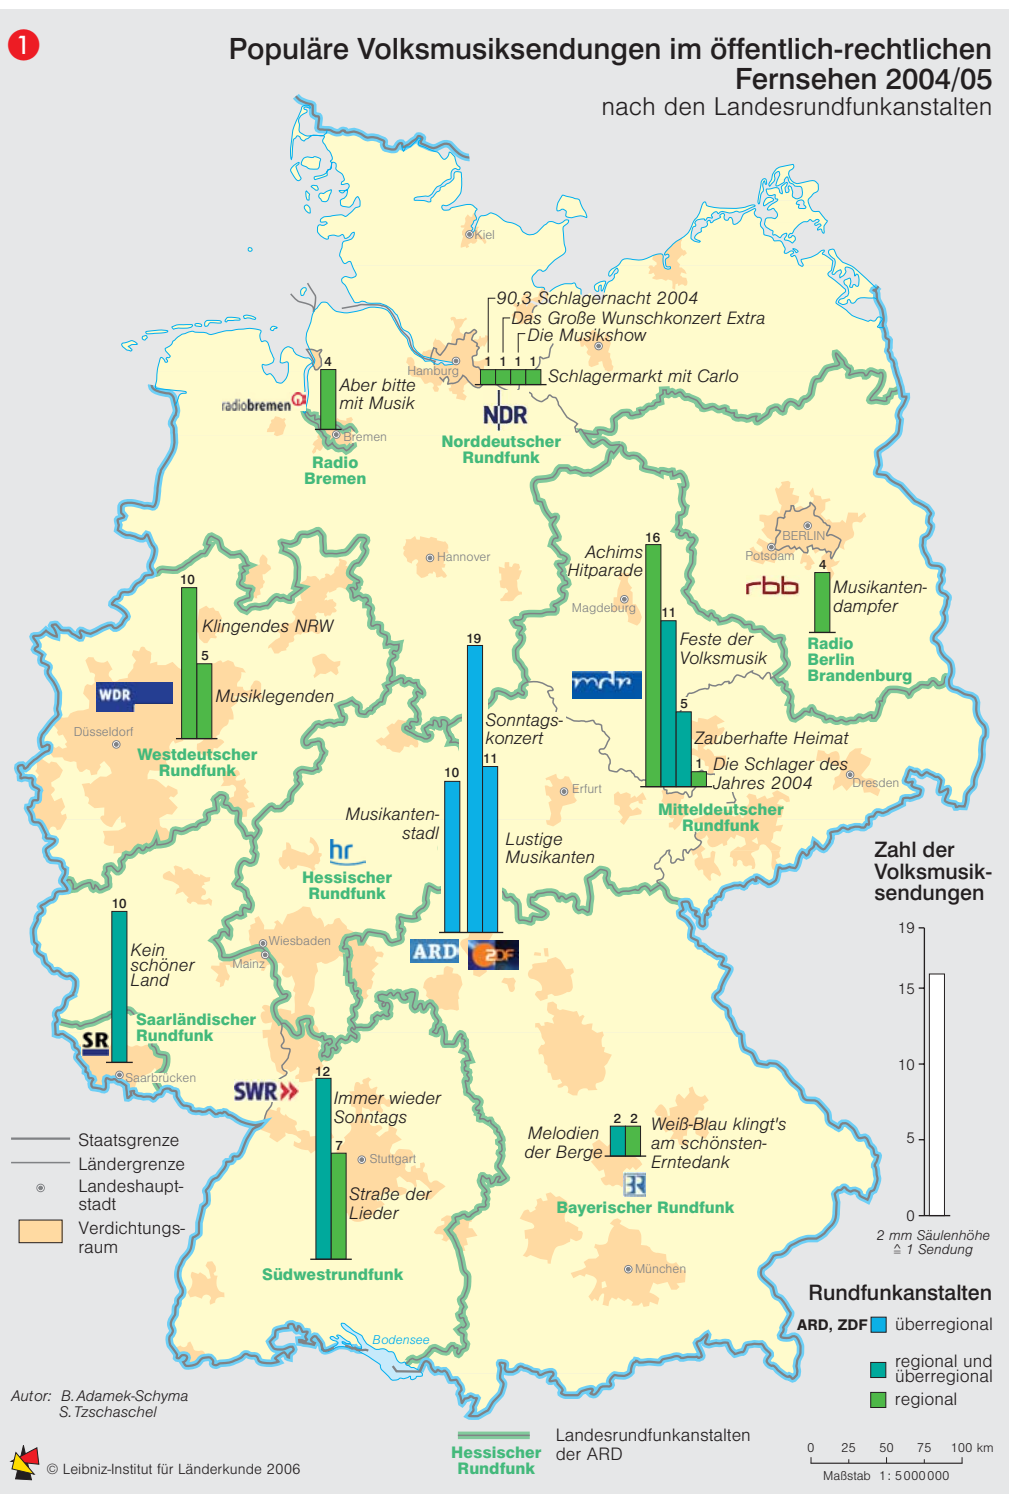 1
Populäre Volksmusiksendungen im öffentlich-rechtlichen
Fernsehen 2004/05
nach den Landesrundfunkanstalten
Kiel
90,3 Schlagernacht 2004
Das Große Wunschkonzert Extra
Die Musikshow
Hamburg
1 1 1 1
Schlagermarkt mit Carlo
NDR
Norddeutscher
Rundfunk
4
Aber bitte
mit Musik
radiobremen
Bremen
Radio
Bremen
Hannover
BERLIN
Potsdam
rbb
4
Musikanten-
dampfer
Radio
Berlin
Brandenburg
16
Achims
Hitparade
Magdeburg
11
Feste der
Volksmusik
mdr
5
Zauberhafte Heimat
1
Die Schlager des
Jahres 2004
Dresden
Mitteldeutscher
Rundfunk
10
Klingendes NRW
5
Musiklegenden
WDR
Düsseldorf
Westdeutscher
Rundfunk
19
Sonntags-
konzert
10
11
Musikanten-
stadl
Lustige
Musikanten
Erfurt
hr
Hessischer
Rundfunk
ARD
ZDF
Wiesbaden
Mainz
10
Kein
schöner
Land
Saarländischer
Rundfunk
SR
Saarbrücken
SWR
12
Immer wieder
Sonntags
7
Stuttgart
Straße der
Lieder
Südwestrundfunk
2 2
Melodien
der Berge
Weiß-Blau klingt's
am schönsten-
Erntedank
BR
Bayerischer Rundfunk
München
Bodensee
Zahl der
Volksmusik-
sendungen
19
15
10
5
0
2 mm Säulenhöhe
≙ 1 Sendung
Staatsgrenze
Ländergrenze
Landeshaupt-
stadt
Verdichtungs-
raum
Rundfunkanstalten
ARD, ZDF überregional
regional und
überregional
regional
Autor: B. Adamek-Schyma
S. Tzschaschel
© Leibniz-Institut für Länderkunde 2006
Hessischer
Rundfunk
Landesrundfunkanstalten
der ARD
0 25 50 75 100 km
Maßstab 1 : 5 000 000